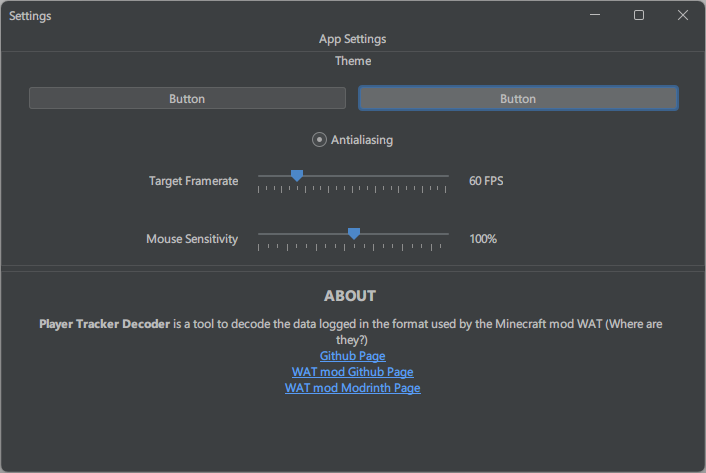 Settings
App Settings
Theme
Button Button
Antialiasing
Target Framerate 60 FPS
Mouse Sensitivity 100%
ABOUT
Player Tracker Decoder is a tool to decode the data logged in the format used by the Minecraft mod WAT (Where are
they?)
Github Page
WAT mod Github Page
WAT mod Modrinth Page